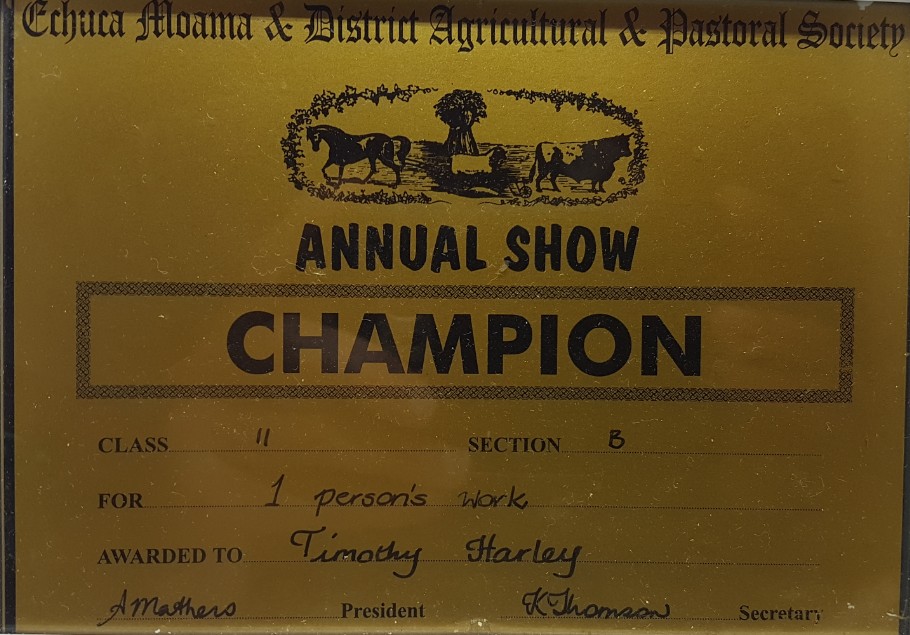 Echuca Moama & District Agricultural & Pastoral Society
ANNUAL SHOW
CHAMPION
CLASS 11 SECTION B
FOR 1 person's work
AWARDED TO Timothy Harley
A Mathers President K Thomson Secretary